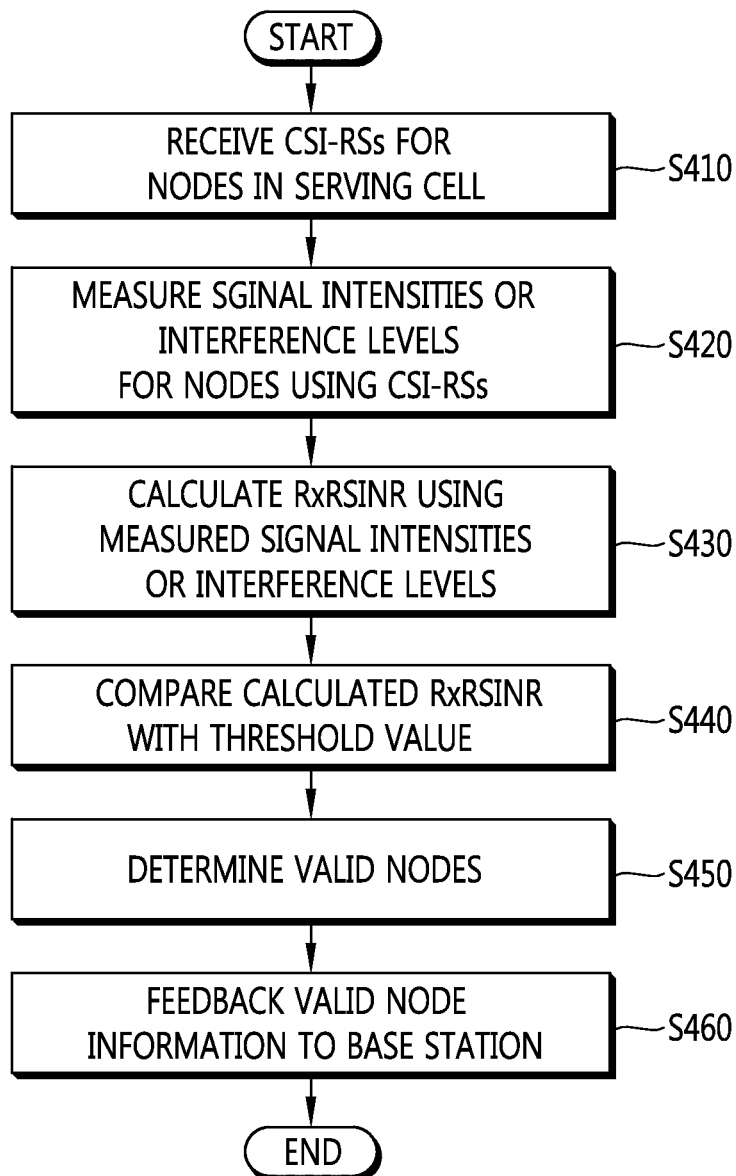 START
RECEIVE CSI-RSs FOR
NODES IN SERVING CELL
S410
MEASURE SGINAL INTENSITIES OR
INTERFERENCE LEVELS
FOR NODES USING CSI-RSs
S420
CALCULATE RxRSINR USING
MEASURED SIGNAL INTENSITIES
OR INTERFERENCE LEVELS
S430
COMPARE CALCULATED RxRSINR
WITH THRESHOLD VALUE
S440
DETERMINE VALID NODES
S450
FEEDBACK VALID NODE
INFORMATION TO BASE STATION
S460
END